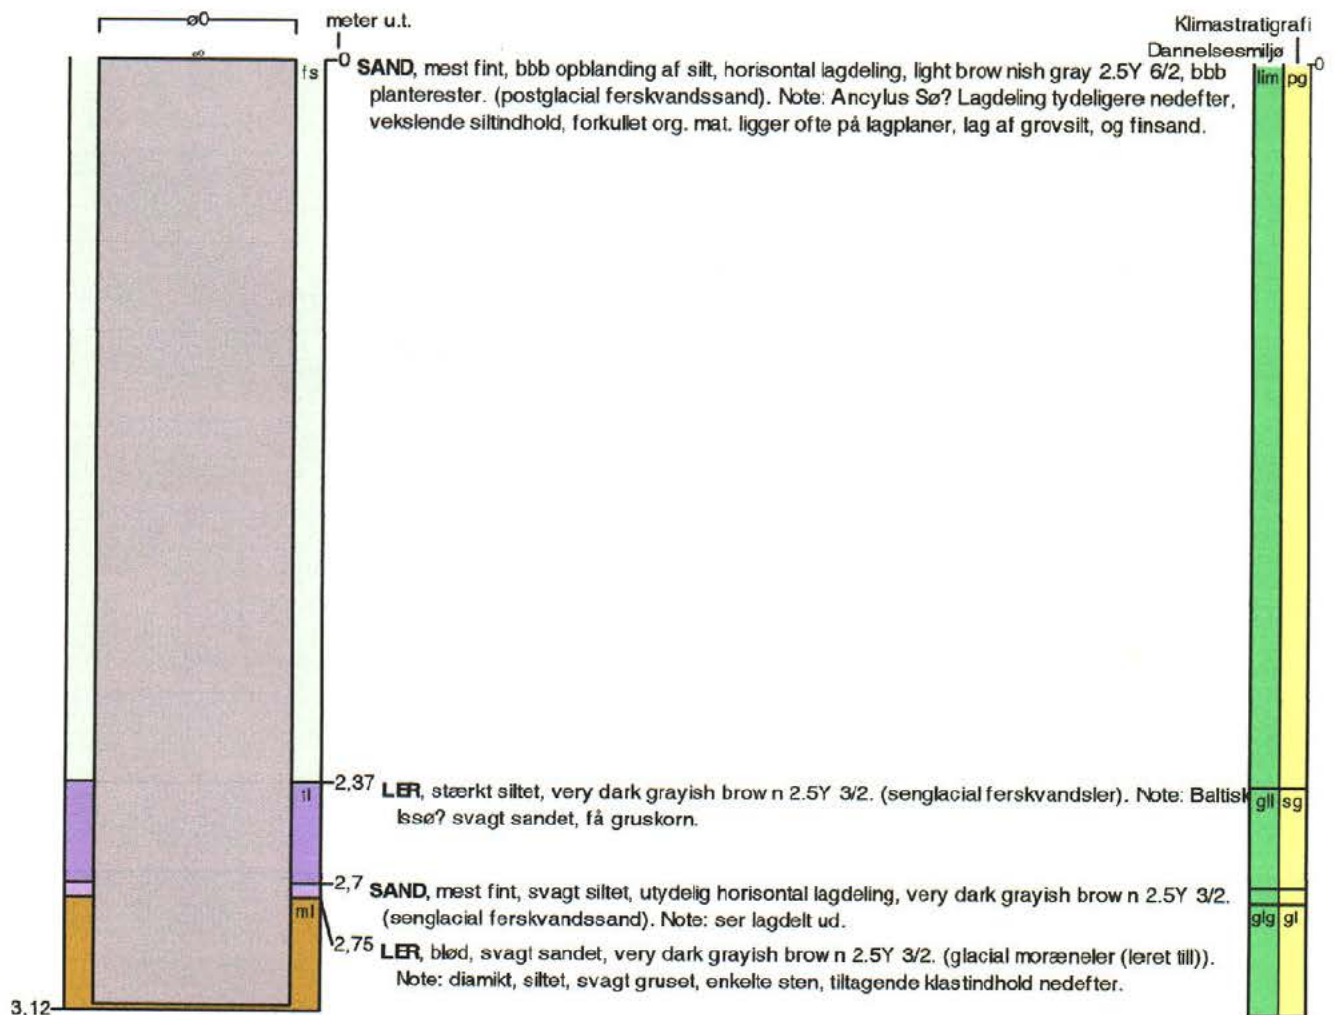 ø0
meter u.t.
Klimastratigrafi
Dannelsesmiljø
0
fs
0
lim pg
SAND, mest fint, bbb opblanding af silt, horisontal lagdeling, light brow nish gray 2.5Y 6/2, bbb
planterester. (postglacial ferskvandssand). Note: Ancylus Sø? Lagdeling tydeligere nedefter,
vekslende siltindhold, forkullet org. mat. ligger ofte på lagplaner, lag af grovsilt, og finsand.
2,37
LER, stærkt siltet, very dark grayish brow n 2.5Y 3/2. (senglacial ferskvandsler). Note: Baltisk
Issø? svagt sandet, få gruskorn.
gll sg
2,7
SAND, mest fint, svagt siltet, utydelig horisontal lagdeling, very dark grayish brow n 2.5Y 3/2.
(senglacial ferskvandssand). Note: ser lagdelt ud.
ml
glg gl
2,75
LER, blød, svagt sandet, very dark grayish brow n 2.5Y 3/2. (glacial moræneler (leret till)).
Note: diamikt, siltet, svagt gruset, enkelte sten, tiltagende klastindhold nedefter.
3.12